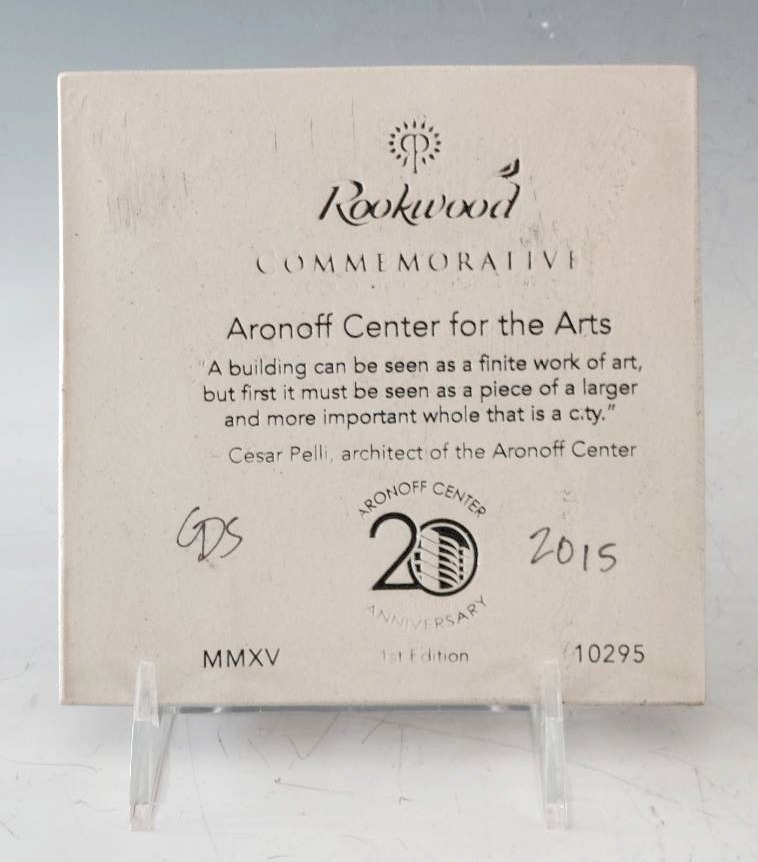 Rookwood
COMMEMORATIVE
Aronoff Center for the Arts
"A building can be seen as a finite work of art,
but first it must be seen as a piece of a larger
and more important whole that is a c.ty."
César Pelli, architect of the Aronoff Center
ARONOFF CENTER
GDS 20 2015
ANNIVERSARY
MMXV 1st Edition 10295